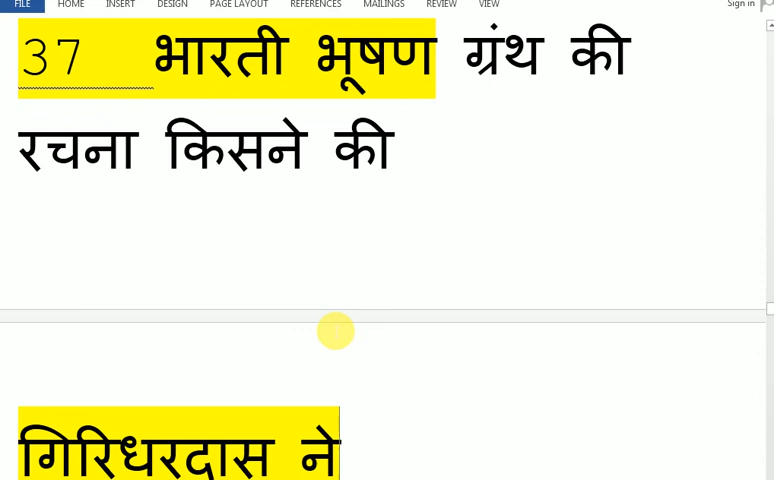 FILE HOME INSERT DESIGN PAGE LAYOUT REFERENCES MAILINGS REVIEW VIEW Sign in
37 भारती भूषण ग्रंथ की
रचना किसने की
गिरिधरदास ने